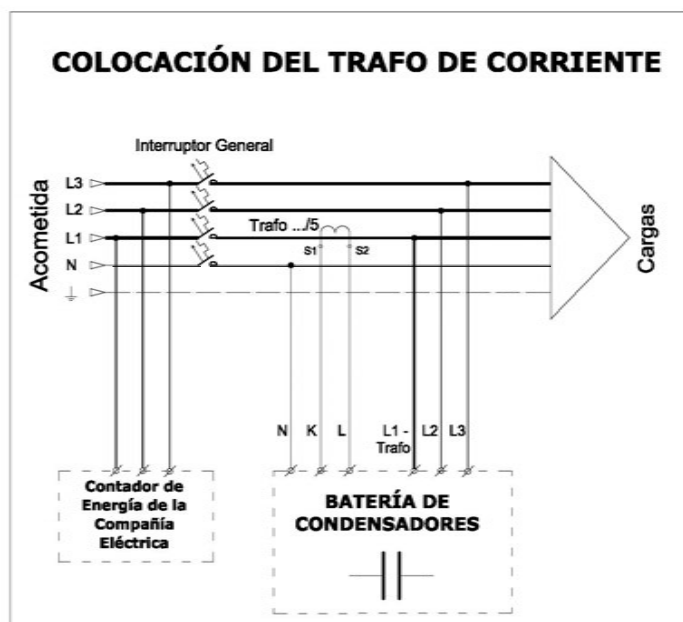 COLOCACIÓN DEL TRAFO DE CORRIENTE
Interruptor General
Acometida
L3
L2
L1
N
Trafo .../5
S1
S2
Cargas
N
K
L
L1 -
Trafo
L2
L3
Contador de
Energía de la
Compañía
Eléctrica
BATERÍA DE
CONDENSADORES